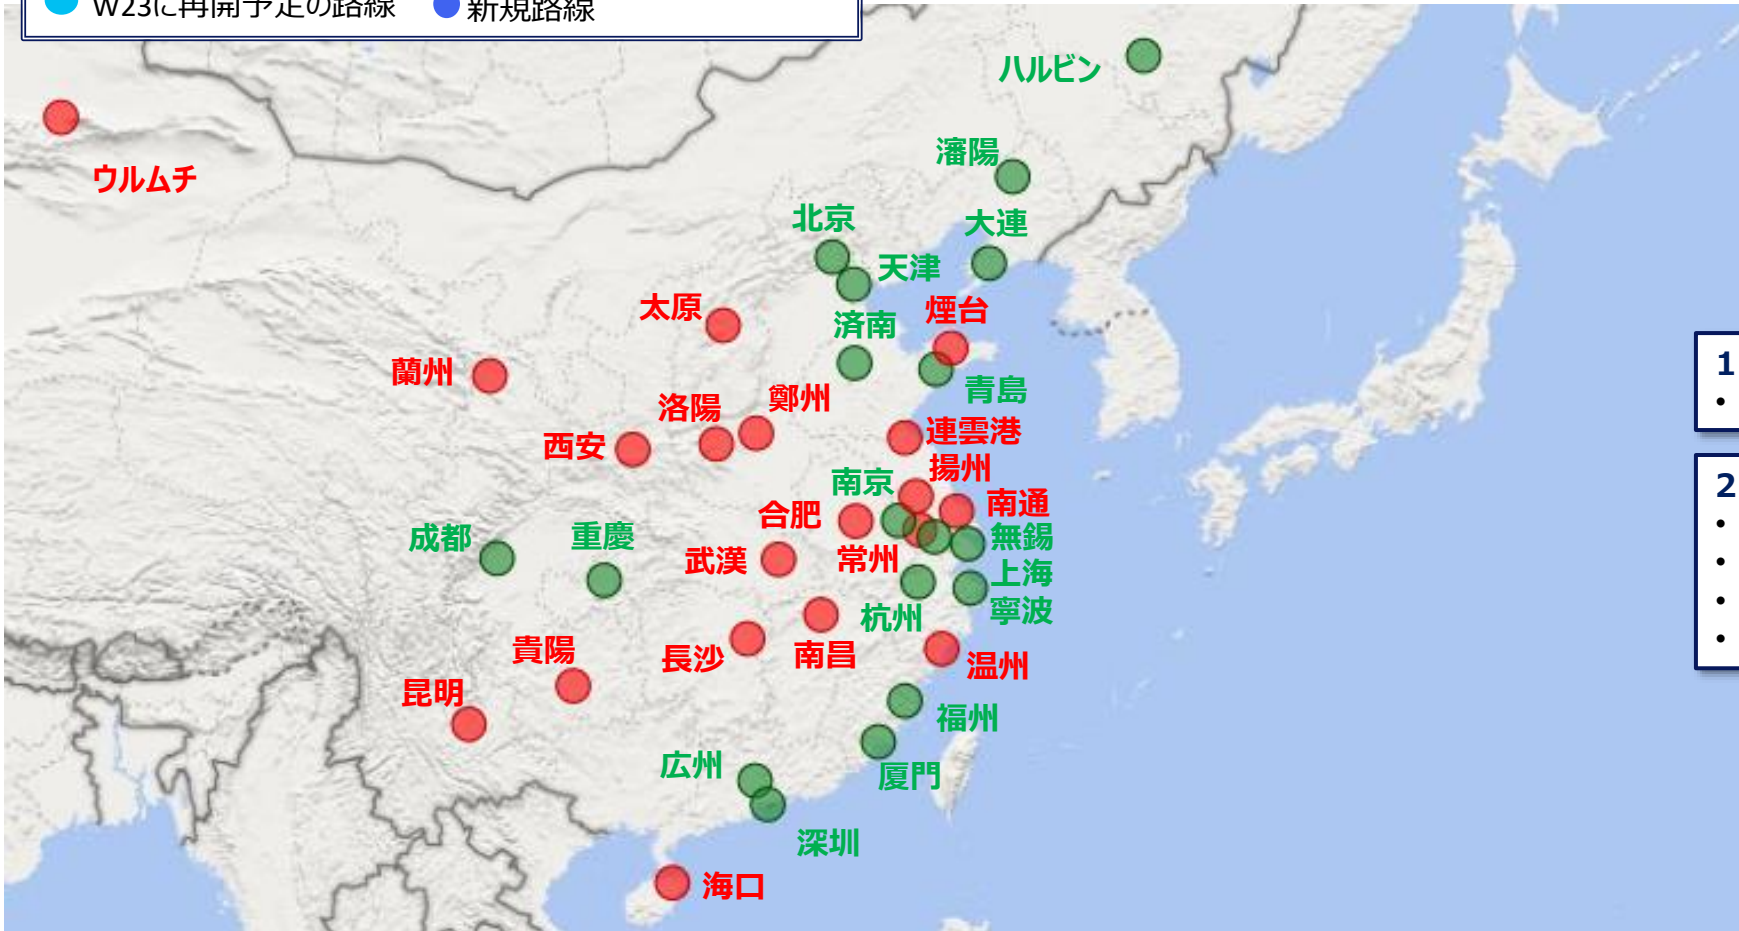 W23に再開予定の路線 新規路線
ハルビン
瀋陽
ウルムチ
北京
大連
天津
太原
煙台
済南
蘭州
青島
洛陽
鄭州
西安
連雲港
揚州
南京
南通
合肥
成都
重慶
無錫
武漢
常州
上海
杭州
寧波
貴陽
長沙
南昌
温州
昆明
福州
広州
厦門
深圳
海口
1
•
2
•
•
•
•